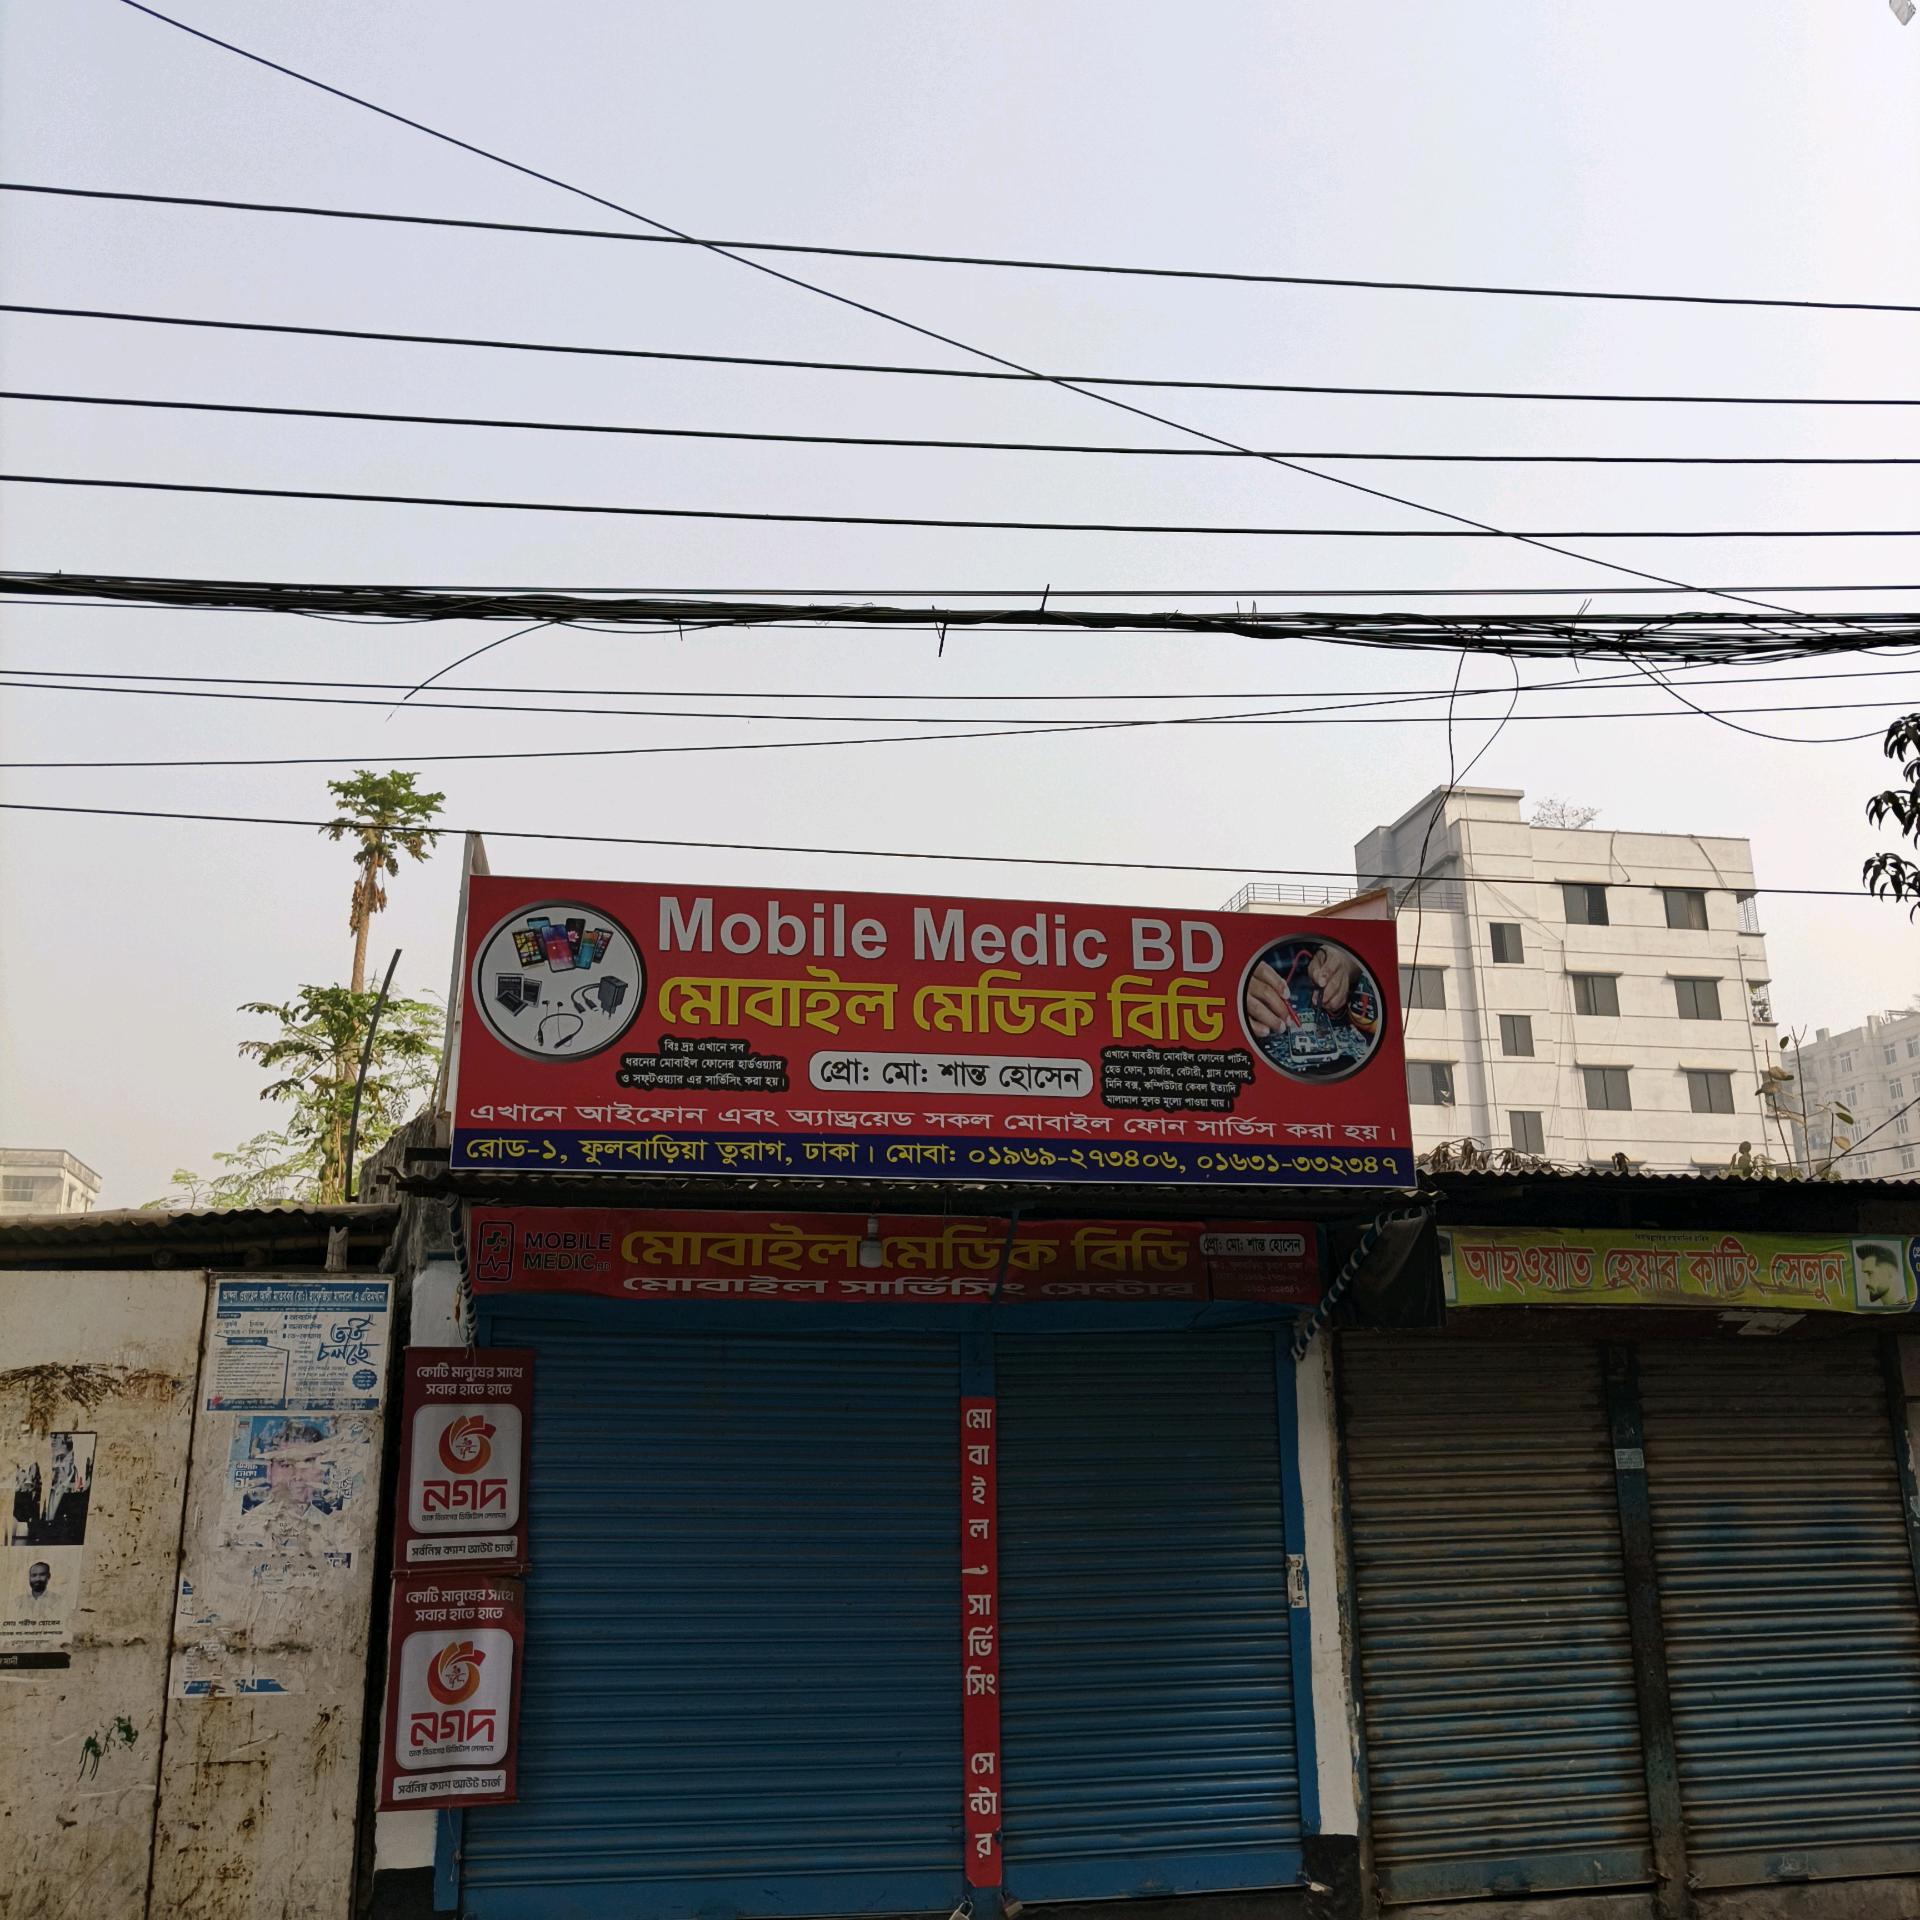 Mobile Medic BD
মোবাইল মেডিক বিডি
বিঃ দ্রঃ এখানে সব
ধরনের মোবাইল ফোনের হার্ডওয়্যার
ও সফ্টওয়্যার এর সার্ভিসিং করা হয়।
প্রো: মো: শান্ত হোসেন
এখানে যাবতীয় মোবাইল ফোনের পার্টস,
হেড ফোন, চার্জার, বেটারী, গ্লাস পেপার,
মিনি বক্স, কম্পিউটার কেবল ইত্যাদি
মালামাল সুলভ মূল্যে পাওয়া যায়।
এখানে আইফোন এবং অ্যান্ড্রয়েড সকল মোবাইল ফোন সার্ভিস করা হয়।
রোড-১, ফুলবাড়িয়া তুরাগ, ঢাকা। মোবা: ০১৯৬৯-২৭৩৪০৬, ০১৬৩১-৩৩২৩৪৭
MOBILE
MEDIC BD
মোবাইল মেডিক বিডি
মোবাইল সার্ভিসিং সেন্টার
প্রো: মো: শান্ত হোসেন
আছওয়াত হেয়ার কাটিং সেলুন
ভর্তি
চলছে
কোটি মানুষের সাথে
সবার হাতে হাতে
নগদ
ডাক বিভাগের ডিজিটাল লেনদেন
সর্বনিম্ন ক্যাশ আউট চার্জ
কোটি মানুষের সাথে
সবার হাতে হাতে
নগদ
ডাক বিভাগের ডিজিটাল লেনদেন
সর্বনিম্ন ক্যাশ আউট চার্জ
মোবাইল সার্ভিসিং সেন্টার